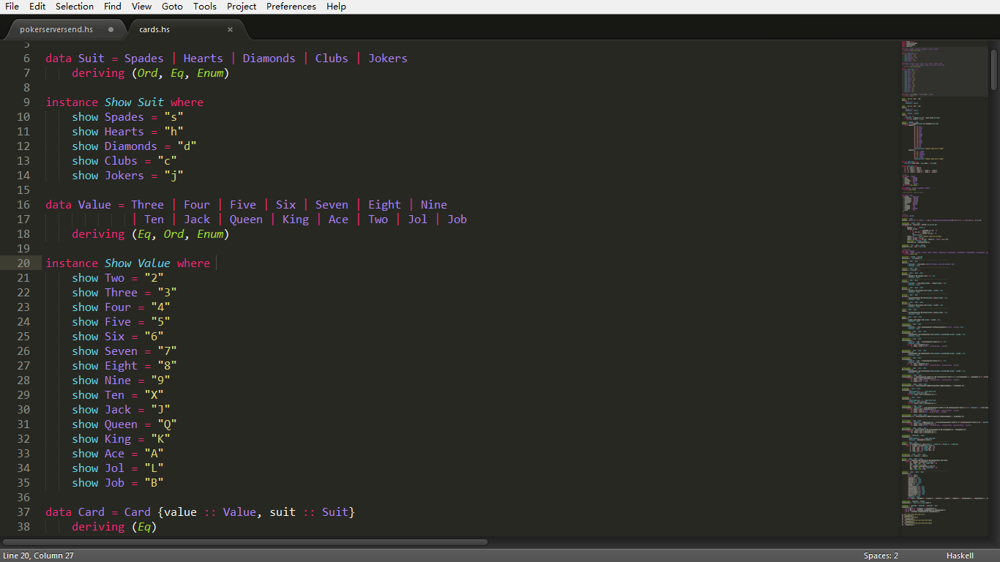 File Edit Selection Find View Goto Tools Project Preferences Help
pokerserversend.hs cards.hs
5
6 data Suit = Spades | Hearts | Diamonds | Clubs | Jokers
7 deriving (Ord, Eq, Enum)
8
9 instance Show Suit where
10 show Spades = "s"
11 show Hearts = "h"
12 show Diamonds = "d"
13 show Clubs = "c"
14 show Jokers = "j"
15
16 data Value = Three | Four | Five | Six | Seven | Eight | Nine
17 | Ten | Jack | Queen | King | Ace | Two | Jol | Job
18 deriving (Eq, Ord, Enum)
19
20 instance Show Value where
21 show Two = "2"
22 show Three = "3"
23 show Four = "4"
24 show Five = "5"
25 show Six = "6"
26 show Seven = "7"
27 show Eight = "8"
28 show Nine = "9"
29 show Ten = "X"
30 show Jack = "J"
31 show Queen = "Q"
32 show King = "K"
33 show Ace = "A"
34 show Jol = "L"
35 show Job = "B"
36
37 data Card = Card {value :: Value, suit :: Suit}
38 deriving (Eq)
Line 20, Column 27 Spaces: 2 Haskell